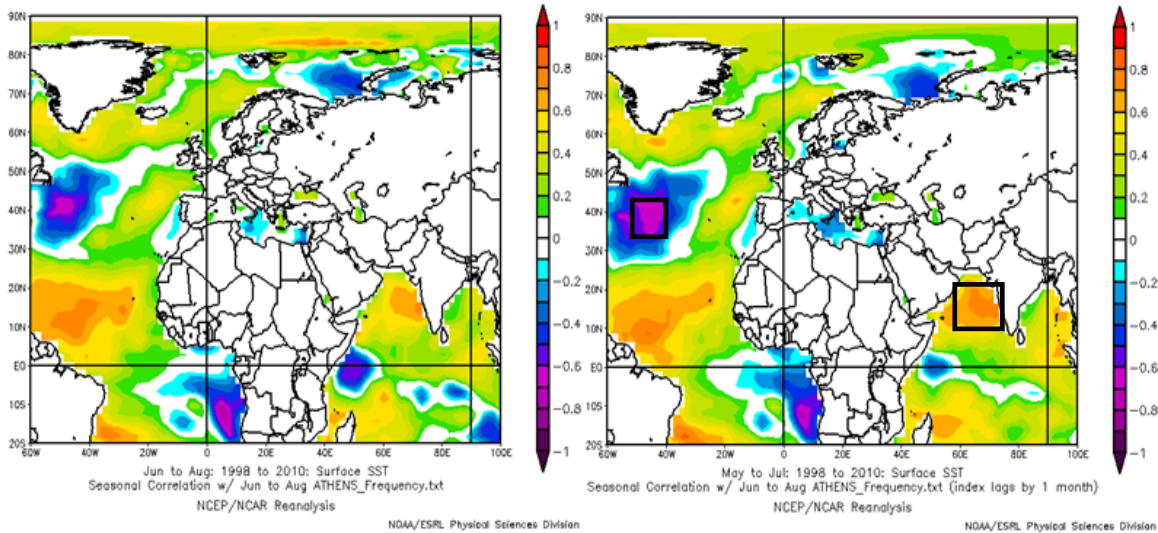 90N
80N
70N
60N
50N
40N
30N
20N
10N
EQ
10S
20S
60W 40W 20W 0 20E 40E 60E 80E 100E
1
0.8
0.6
0.4
0.2
0
-0.2
-0.4
-0.6
-0.8
-1
Jun to Aug: 1998 to 2010: Surface SST
Seasonal Correlation w/ Jun to Aug ATHENS_Frequency.txt
NCEP/NCAR Reanalysis
NOAA/ESRL Physical Sciences Division
90N
80N
70N
60N
50N
40N
30N
20N
10N
EQ
10S
20S
60W 40W 20W 0 20E 40E 60E 80E 100E
1
0.8
0.6
0.4
0.2
0
-0.2
-0.4
-0.6
-0.8
-1
May to Jul: 1998 to 2010: Surface SST
Seasonal Correlation w/ Jun to Aug ATHENS_Frequency.txt (index lags by 1 month)
NCEP/NCAR Reanalysis
NOAA/ESRL Physical Sciences Division